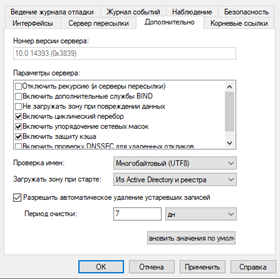 Ведение журнала отладки Журнал событий Наблюдение Безопасность
Интерфейсы Сервер пересылки Дополнительно Корневые ссылки
Номер версии сервера:
10.0 14393 (0x3839)
Параметры сервера:
Отключить рекурсию (и серверы пересылки)
Включить дополнительные службы BIND
Не загружать зону при повреждении данных
Включить циклический перебор
Включить упорядочение сетевых масок
Включить защиту кэша
Включить проверку DNSSEC для удаленных откликов
Проверка имен: Многобайтовый (UTF8)
Загружать зону при старте: Из Active Directory и реестра
Разрешить автоматическое удаление устаревших записей
Период очистки: 7 дн
ановить значения по умол
ОК Отмена Применить Справка